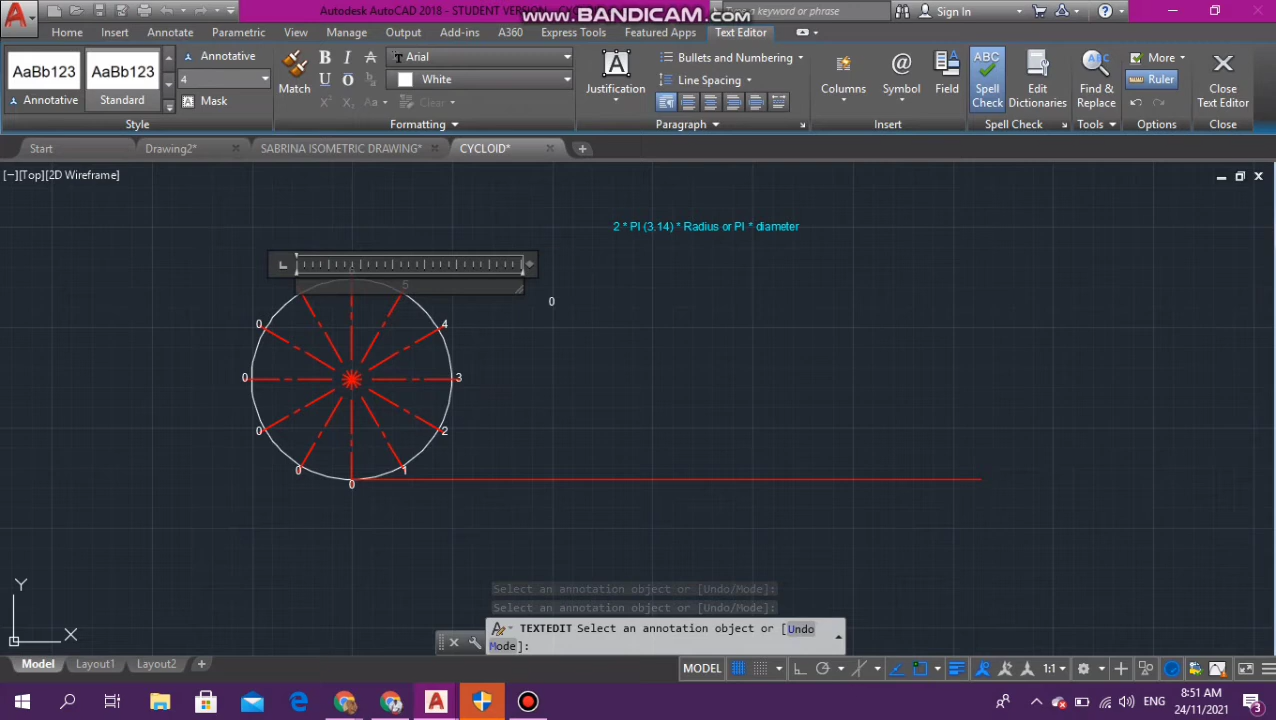 Autodesk AutoCAD 2018 - STUDENT VERSION
CYCLOID
www.BANDICAM.com
Type a keyword or phrase
Sign In
Home
Insert
Annotate
Parametric
View
Manage
Output
Add-ins
A360
Express Tools
Featured Apps
Text Editor
AaBb123
AaBb123
Annotative
Standard
Annotative
4
Mask
Style
Match
B
I
A
U
O
Arial
White
Aa
Clear
Formatting
Justification
Bullets and Numbering
Line Spacing
Paragraph
Columns
@
Symbol
Field
Insert
ABC
Spell
Check
Edit
Dictionaries
Spell Check
Find &
Replace
Tools
More
Ruler
Options
Close
Text Editor
Close
Start
Drawing2*
SABRINA ISOMETRIC DRAWING*
CYCLOID*
[−][Top][2D Wireframe]
2 * PI (3.14) * Radius or PI * diameter
5
0
0
4
0
3
0
2
0
1
0
Y
X
Select an annotation object or [Undo/Mode]:
Select an annotation object or [Undo/Mode]:
TEXTEDIT Select an annotation object or [Undo
Mode]:
Model
Layout1
Layout2
MODEL
1:1
ENG
8:51 AM
24/11/2021
3